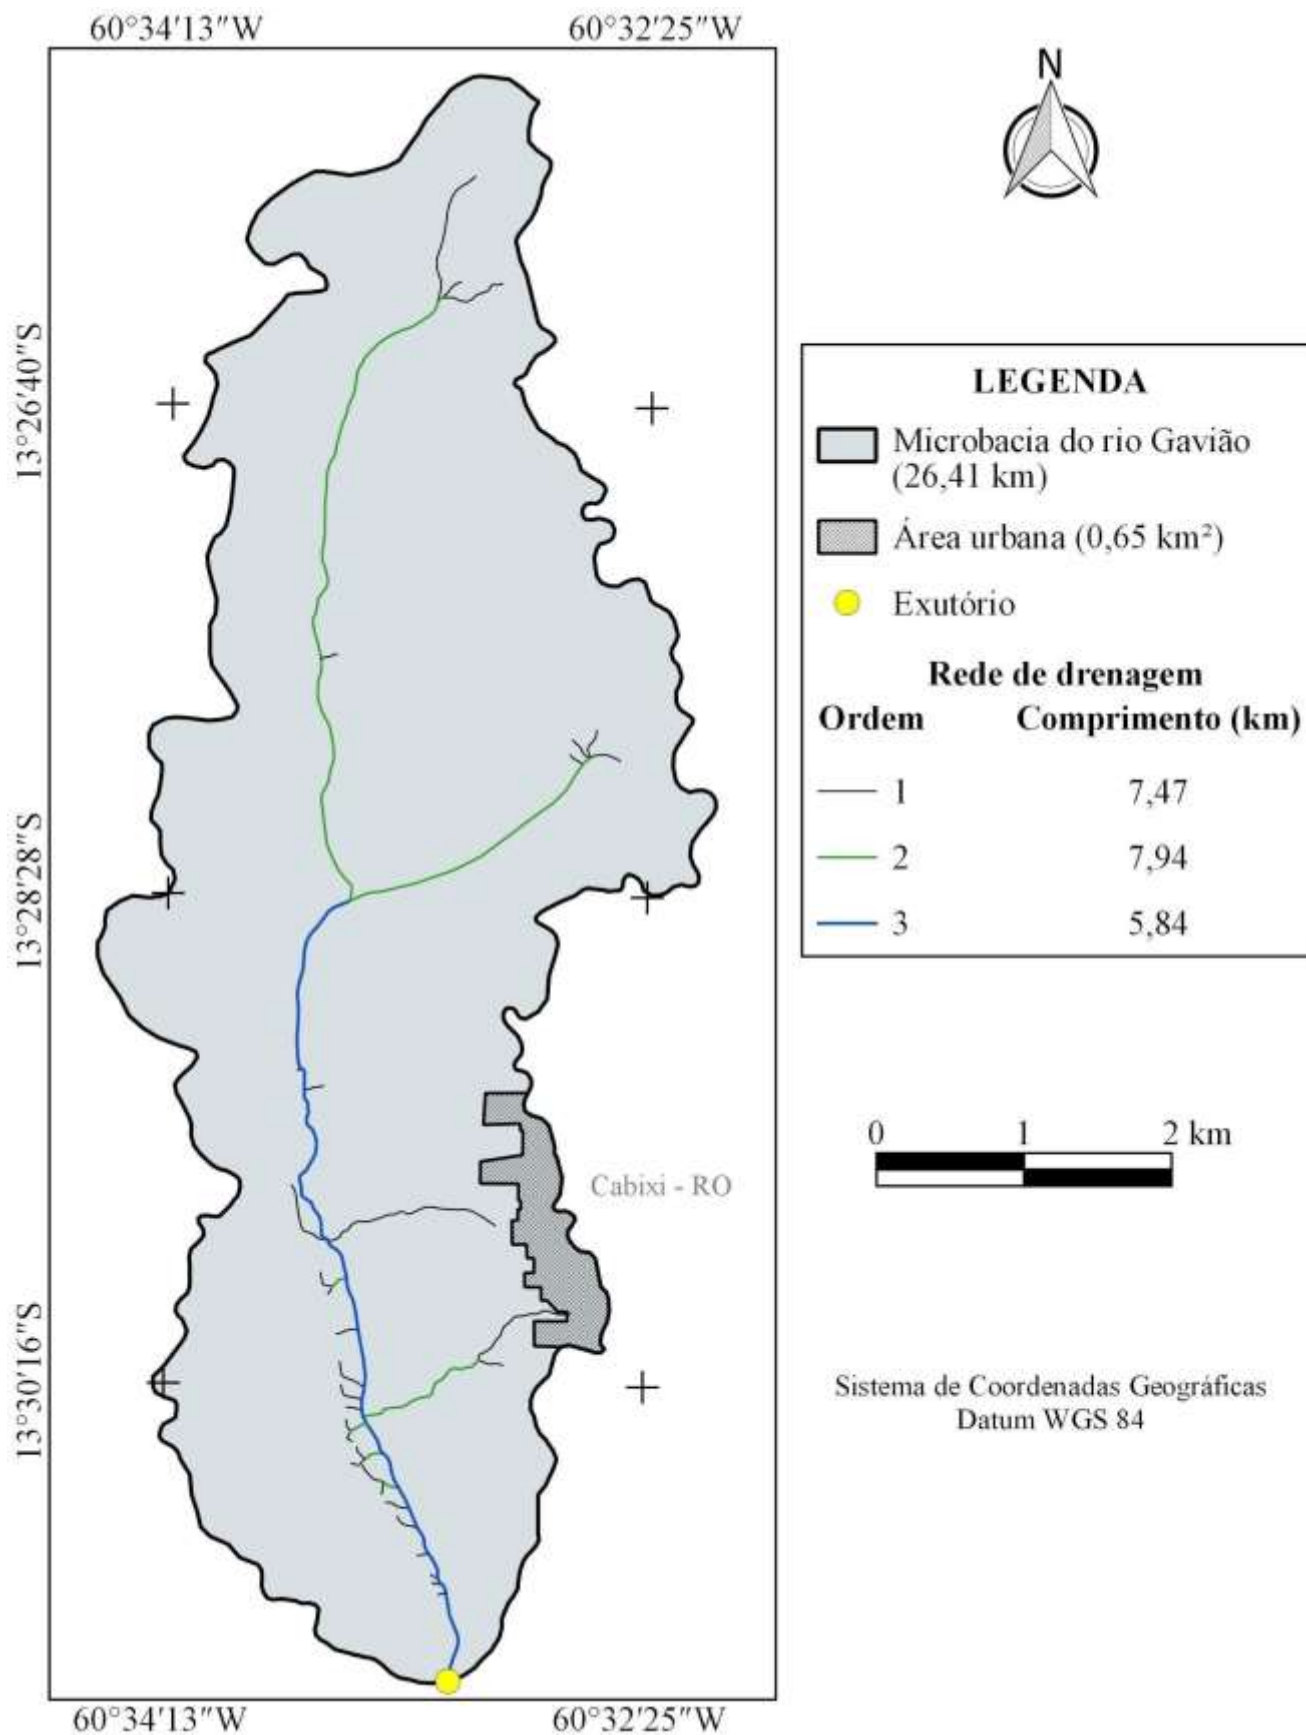 60°34'13"W 60°32'25"W
N
13°26'40"S
13°28'28"S
13°30'16"S
LEGENDA
Microbacia do rio Gavião
(26,41 km)
Área urbana (0,65 km²)
Exutório
Rede de drenagem
Ordem Comprimento (km)
1 7,47
2 7,94
3 5,84
0 1 2 km
Cabixi - RO
Sistema de Coordenadas Geográficas
Datum WGS 84
60°34'13"W 60°32'25"W